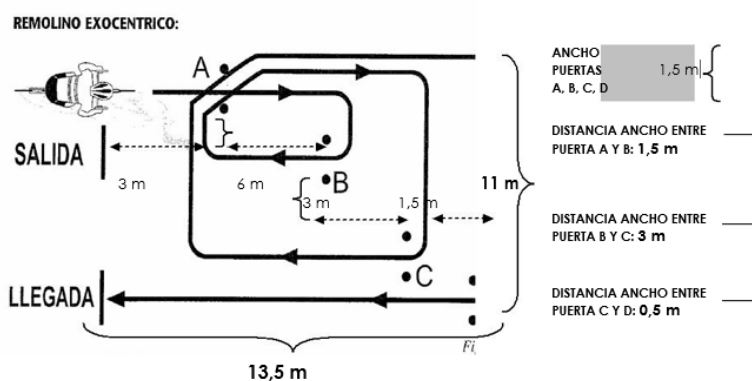 REMOLINO EXOCENTRICO:
A
SALIDA
3 m
6 m
B
3 m
1,5 m
11 m
C
LLEGADA
13,5 m
Fi
ANCHO
PUERTAS
A, B, C, D
1,5 m
DISTANCIA ANCHO ENTRE
PUERTA A Y B: 1,5 m
DISTANCIA ANCHO ENTRE
PUERTA B Y C: 3 m
DISTANCIA ANCHO ENTRE
PUERTA C Y D: 0,5 m